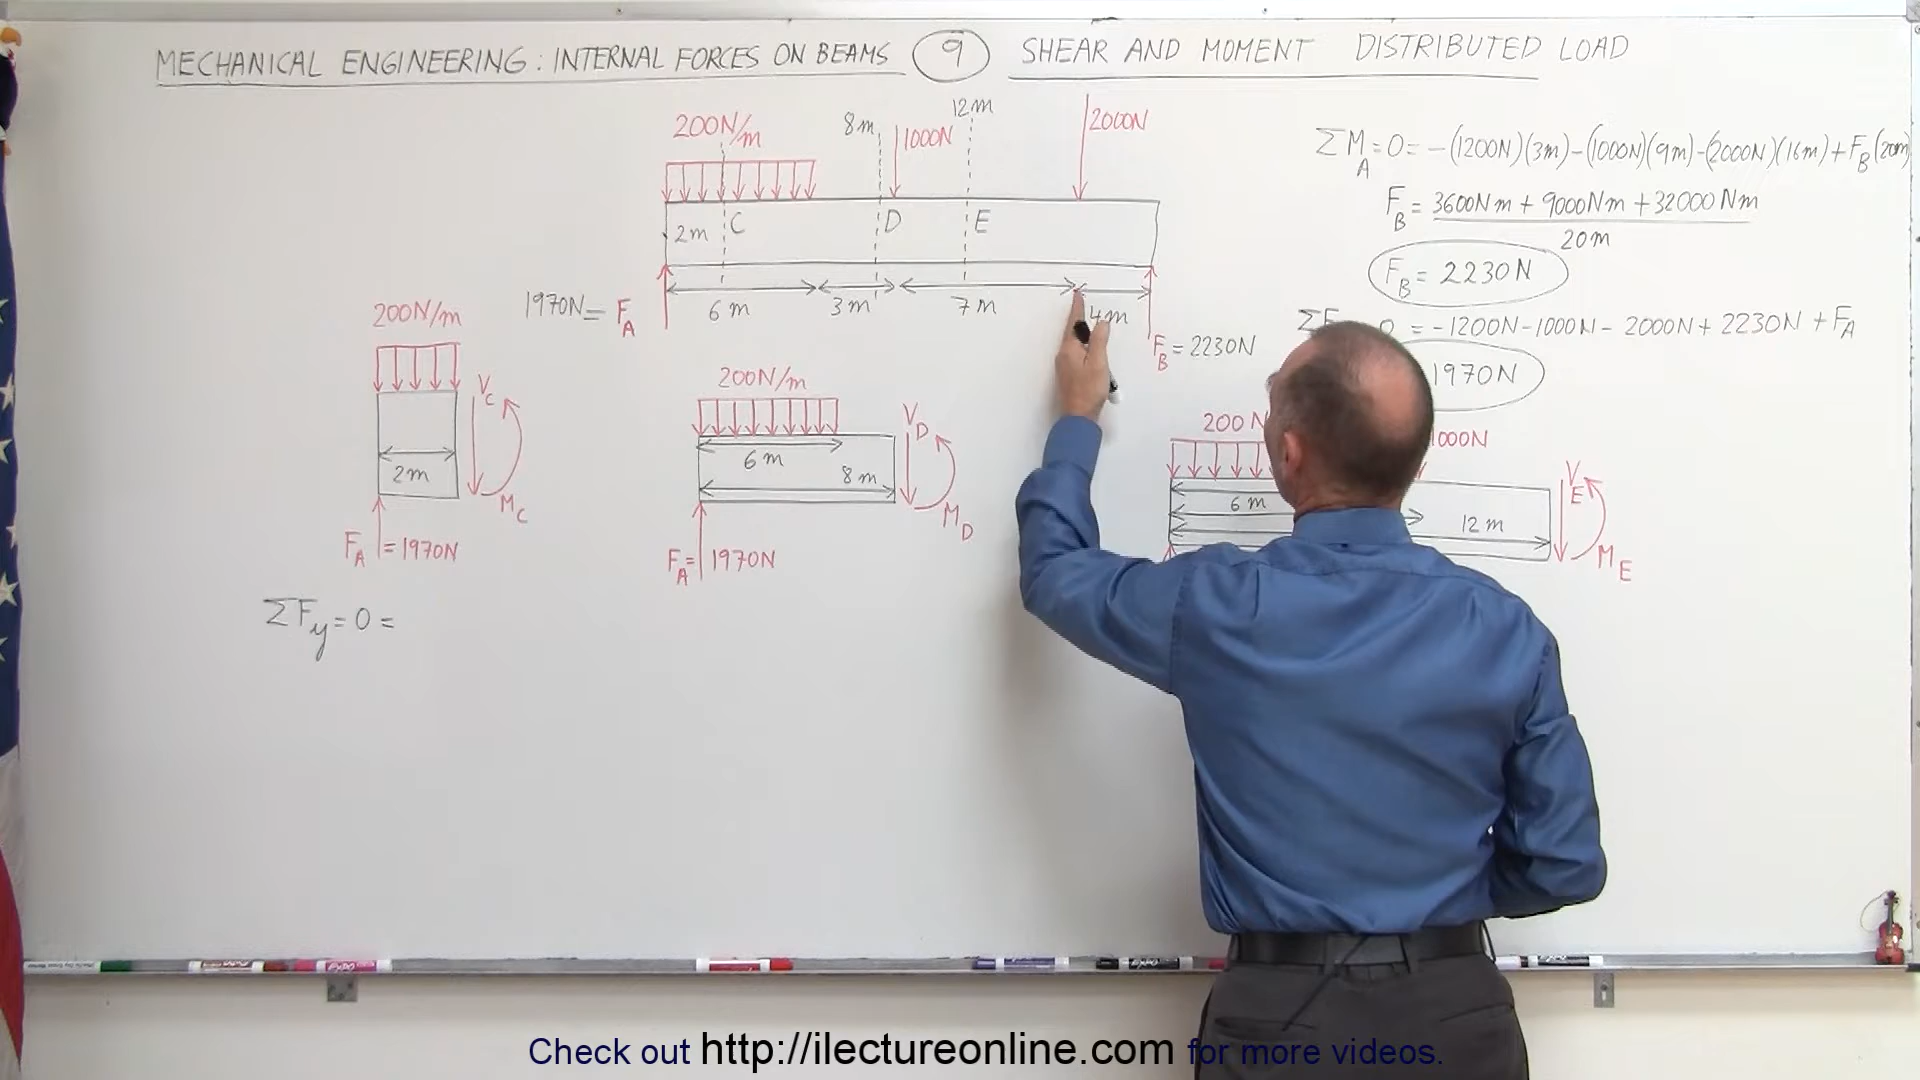 MECHANICAL ENGINEERING: INTERNAL FORCES ON BEAMS 9 SHEAR AND MOMENT DISTRIBUTED LOAD
200N/m
8m
1000N
12m
2000N
2m C D E
6m 3m 7m 4m
1970N = F_A
F_B = 2230N
ΣM_A = 0 = -(1200N)(3m)-(1000N)(9m)-(2000N)(16m)+F_B(20m)
F_B = 3600Nm + 9000Nm + 32000Nm
20m
F_B = 2230N
0 = -1200N-1000N-2000N+2230N+F_A
1970N
200N/m
V_C
2m
M_C
F_A = 1970N
200N/m
V_D
6m
8m
M_D
F_A = 1970N
200N
1000N
V_E
6m
12m
M_E
ΣF_y = 0 =
EXPO
EXPO
Check out http://ilectureonline.com for more videos.